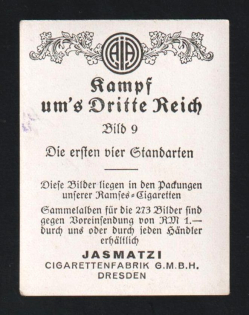 AJA
Kampf
um's Dritte Reich
Bild 9
Die ersten vier Standarten
Diese Bilder liegen in den Packungen
unserer Ramses-Cigaretten
Sammelalben für die 273 Bilder sind
gegen Voreinsendung von RM 1.—
durch uns oder durch jeden Händler
erhältlich
JASMATZI
CIGARETTENFABRIK G.M.B.H.
DRESDEN